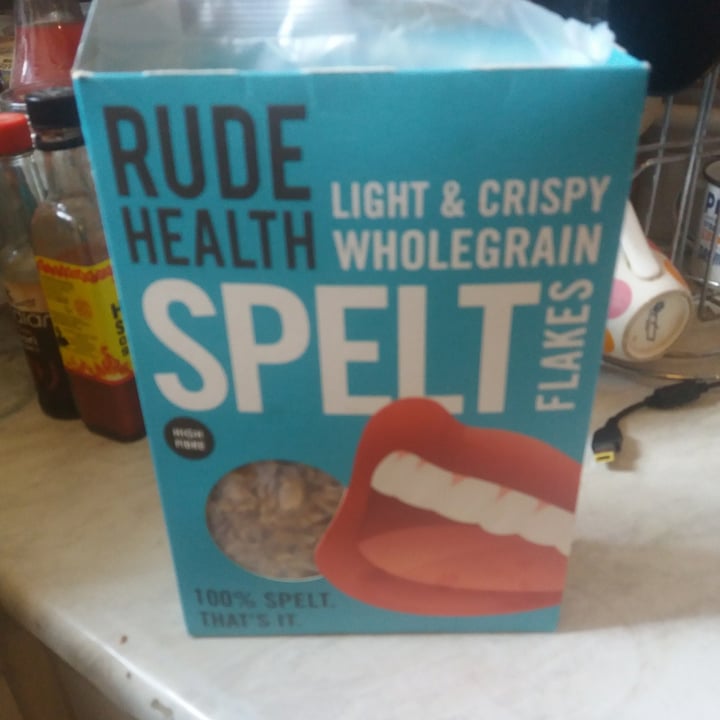 RUDE
HEALTH
LIGHT & CRISPY
WHOLEGRAIN
SPELT
FLAKES
HIGH
FIBRE
100% SPELT.
THAT'S IT.